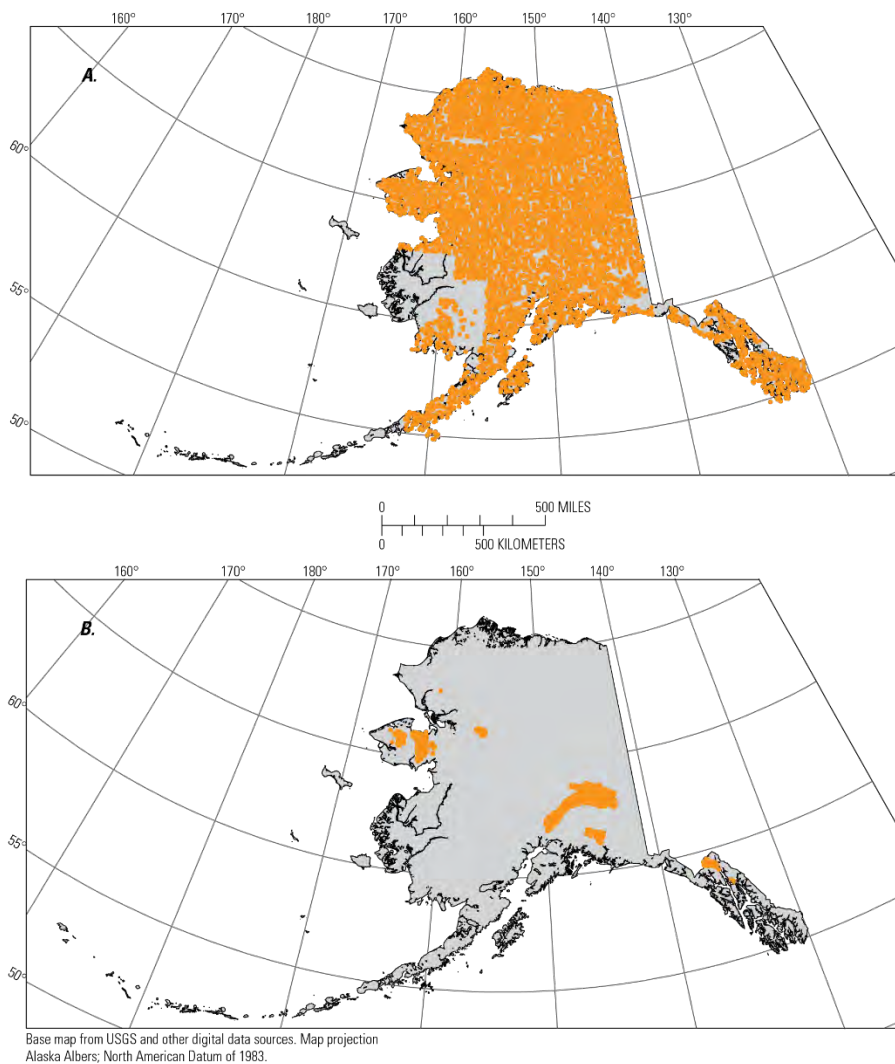 160° 170° 180° 170° 160° 150° 140° 130°
A.
60°
55°
50°
0 500 MILES
0 500 KILOMETERS
160° 170° 180° 170° 160° 150° 140° 130°
B.
60°
55°
50°
Base map from USGS and other digital data sources. Map projection
Alaska Albers; North American Datum of 1983.